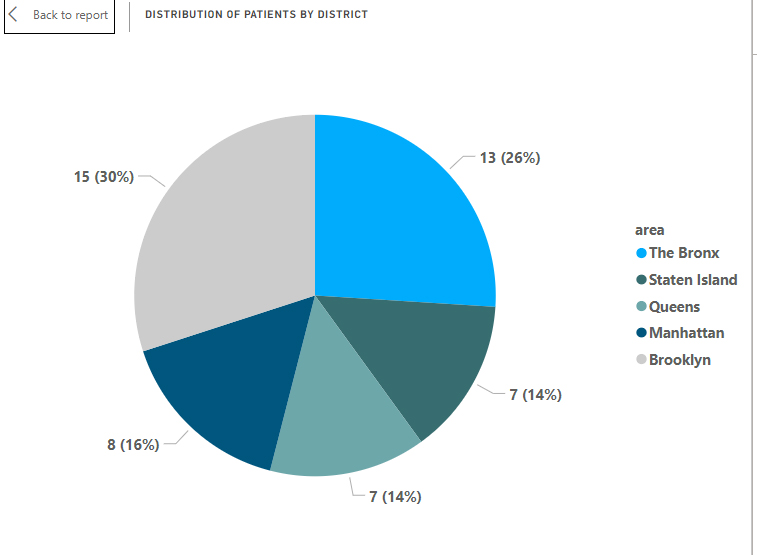 Back to report
DISTRIBUTION OF PATIENTS BY DISTRICT
13 (26%)
15 (30%)
area
The Bronx
Staten Island
Queens
Manhattan
Brooklyn
7 (14%)
8 (16%)
7 (14%)